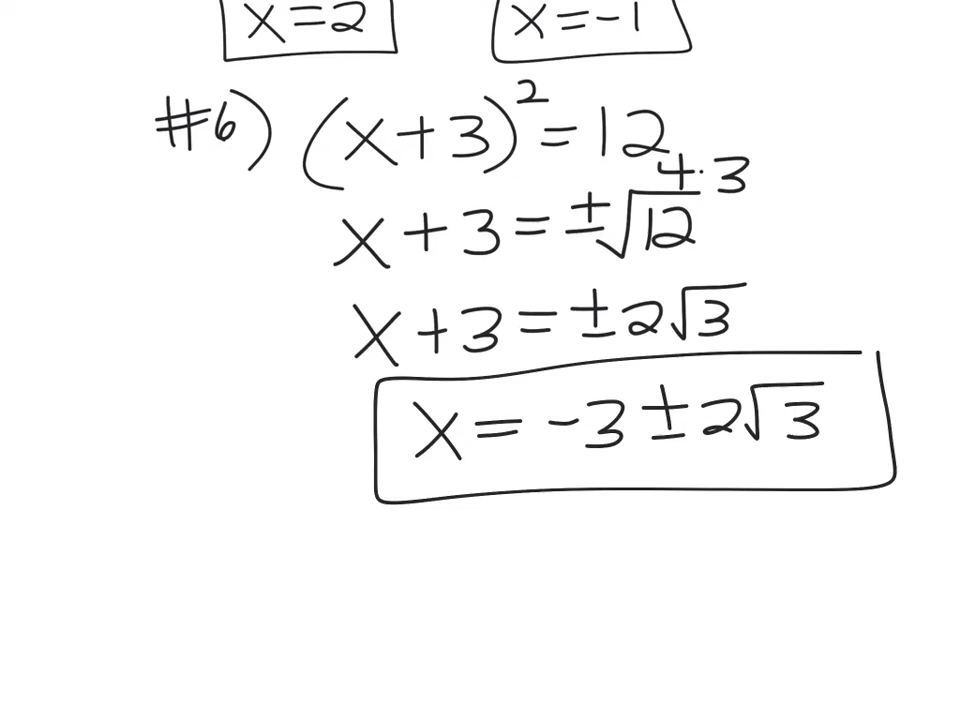 x=2 x=-1
#6) (x+3)²=12
4·3
x+3=±√12
x+3=±2√3
x=-3±2√3